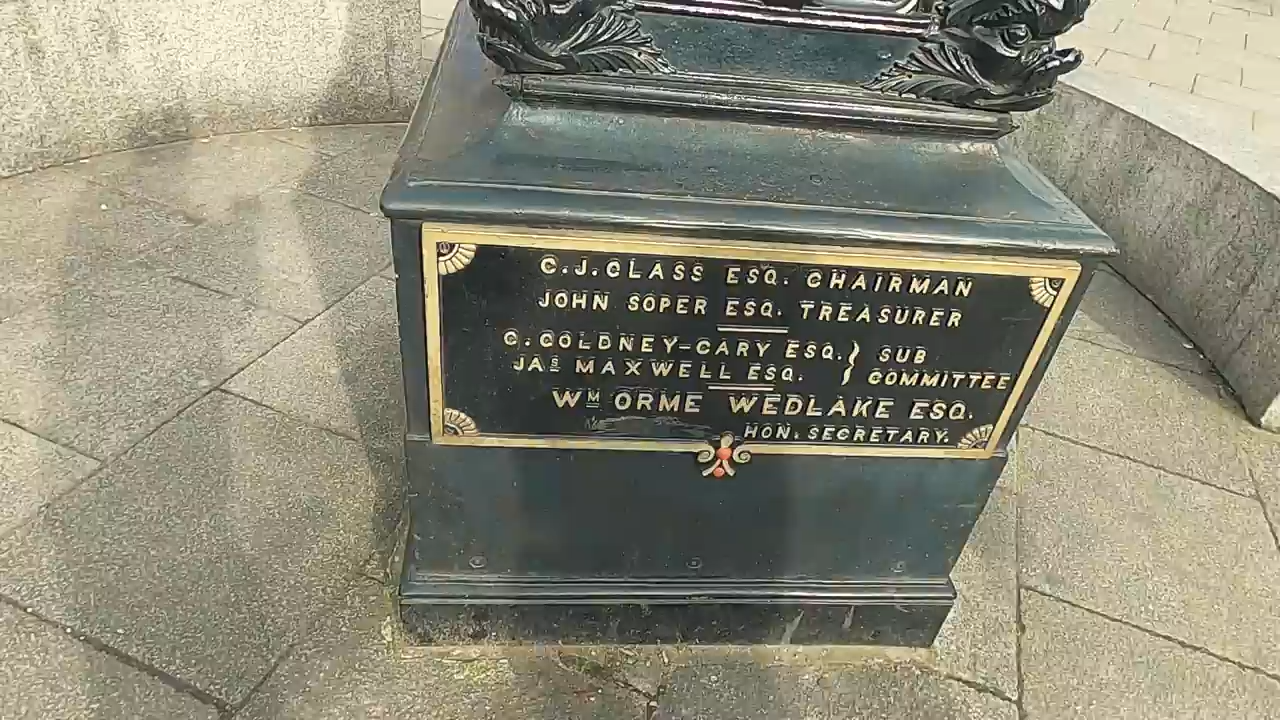 C.J.GLASS ESQ. CHAIRMAN
JOHN SOPER ESQ. TREASURER
C.GOLDNEY-CARY ESQ. } SUB
JAS MAXWELL ESQ. } COMMITTEE
WM ORME WEDLAKE ESQ.
HON. SECRETARY.